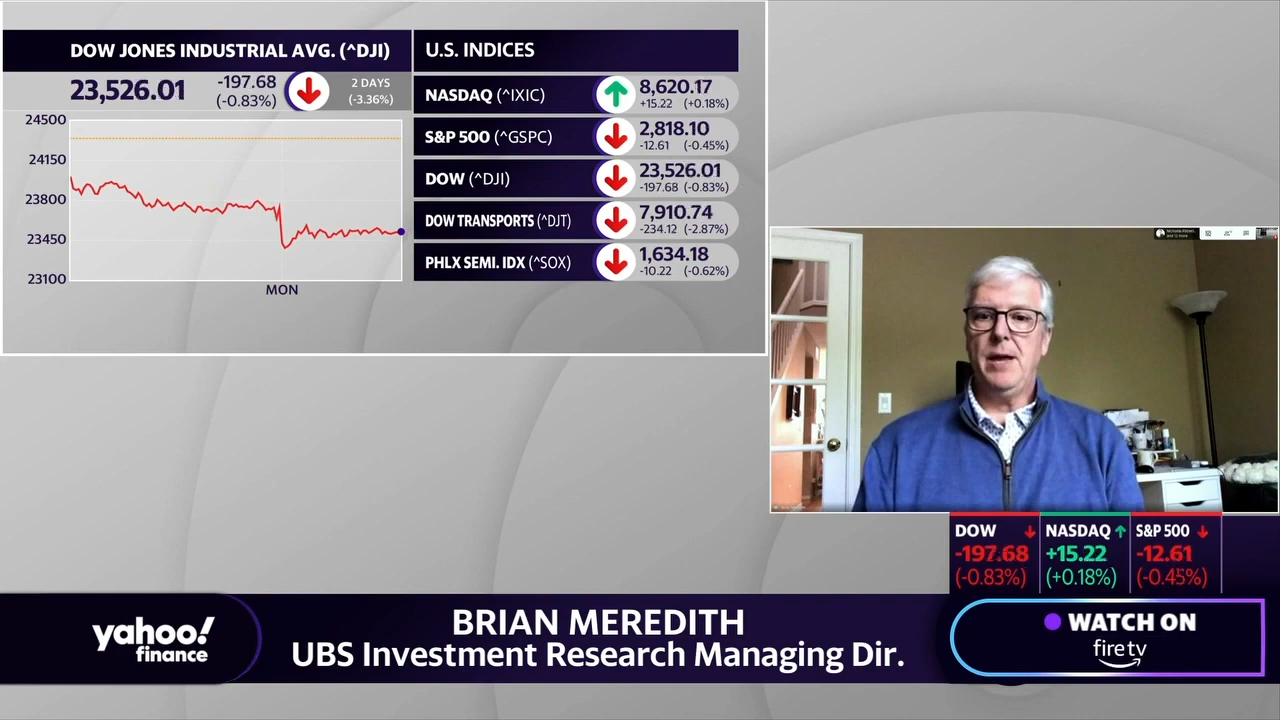 DOW JONES INDUSTRIAL AVG. (^DJI)
23,526.01
-197.68
(-0.83%)
2 DAYS
(-3.36%)
24500
24150
23800
23450
23100
MON
U.S. INDICES
NASDAQ (^IXIC)
8,620.17
+15.22 (+0.18%)
S&P 500 (^GSPC)
2,818.10
-12.61 (-0.45%)
DOW (^DJI)
23,526.01
-197.68 (-0.83%)
DOW TRANSPORTS (^DJT)
7,910.74
-234.12 (-2.87%)
PHLX SEMI. IDX (^SOX)
1,634.18
-10.22 (-0.62%)
DOW
-197.68
(-0.83%)
NASDAQ
+15.22
(+0.18%)
S&P 500
-12.61
(-0.45%)
yahoo!
finance
BRIAN MEREDITH
UBS Investment Research Managing Dir.
WATCH ON
fire tv